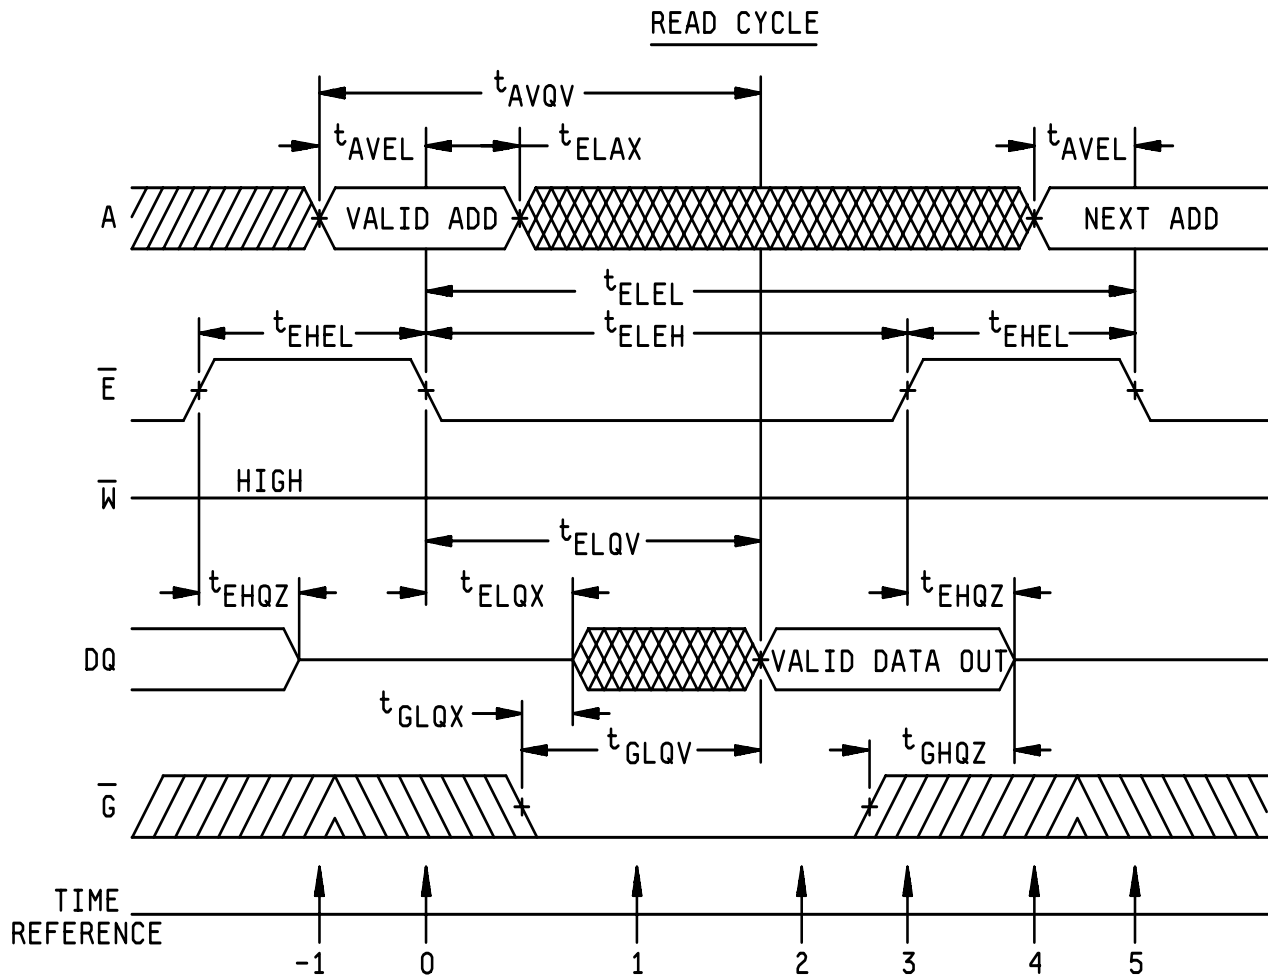 READ CYCLE
tAVQV
tAVEL tELAX tAVEL
A VALID ADD NEXT ADD
tELEL
tEHEL tELEH tEHEL
E̅
HIGH
W̅
tELQV
tEHQZ tELQX tEHQZ
DQ VALID DATA OUT
tGLQX
tGLQV tGHQZ
G̅
TIME
REFERENCE
-1 0 1 2 3 4 5